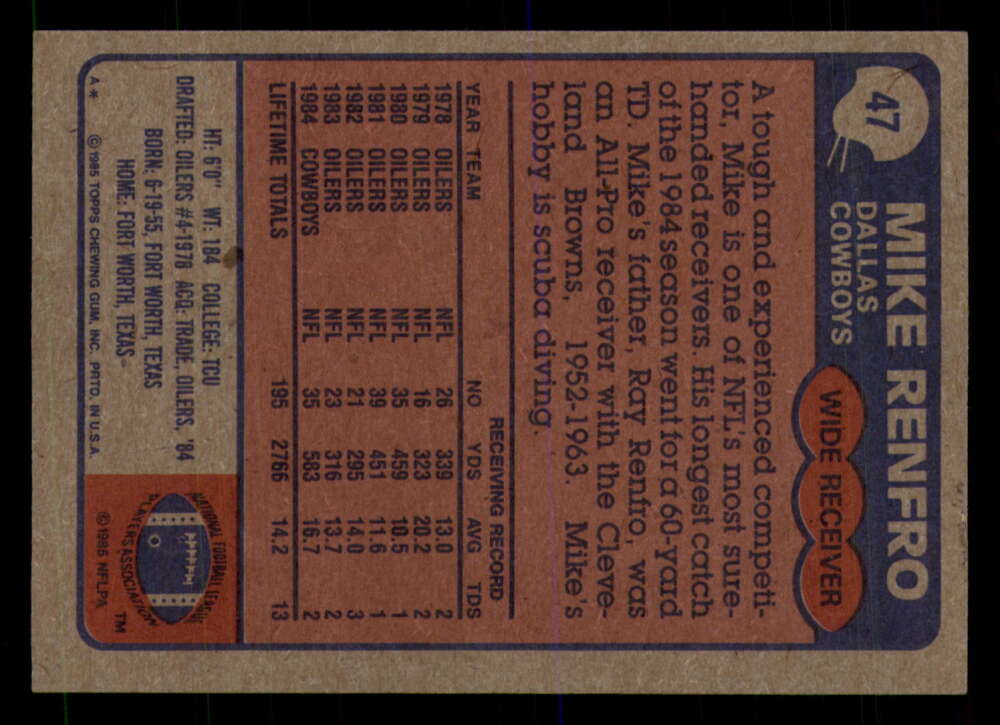 47
MIKE RENFRO
DALLAS
COWBOYS
WIDE RECEIVER
A tough and experienced competi-
tor, Mike is one of NFL's most sure-
handed receivers. His longest catch
of the 1984 season went for a 60-yard
TD. Mike's father, Ray Renfro, was
an All-Pro receiver with the Cleve-
land Browns, 1952-1963. Mike's
hobby is scuba diving.
RECEIVING RECORD
YEAR TEAM NO YDS AVG TDS
1978 OILERS NFL 26 339 13.0 2
1979 OILERS NFL 16 323 20.2 2
1980 OILERS NFL 35 459 10.5 1
1981 OILERS NFL 39 451 11.6 1
1982 OILERS NFL 21 295 14.0 3
1983 OILERS NFL 23 316 13.7 2
1984 COWBOYS NFL 35 583 16.7 2
LIFETIME TOTALS 195 2766 14.2 13
HT: 6'0" WT: 184 COLLEGE: TCU
DRAFTED: OILERS #4-1978 ACQ: TRADE, OILERS, '84
BORN: 6-19-55, FORT WORTH, TEXAS
HOME: FORT WORTH, TEXAS
A* © 1985 TOPPS CHEWING GUM, INC. PRTD. IN U.S.A.
NATIONAL FOOTBALL LEAGUE
PLAYERS ASSOCIATION
TM
© 1985 NFLPA